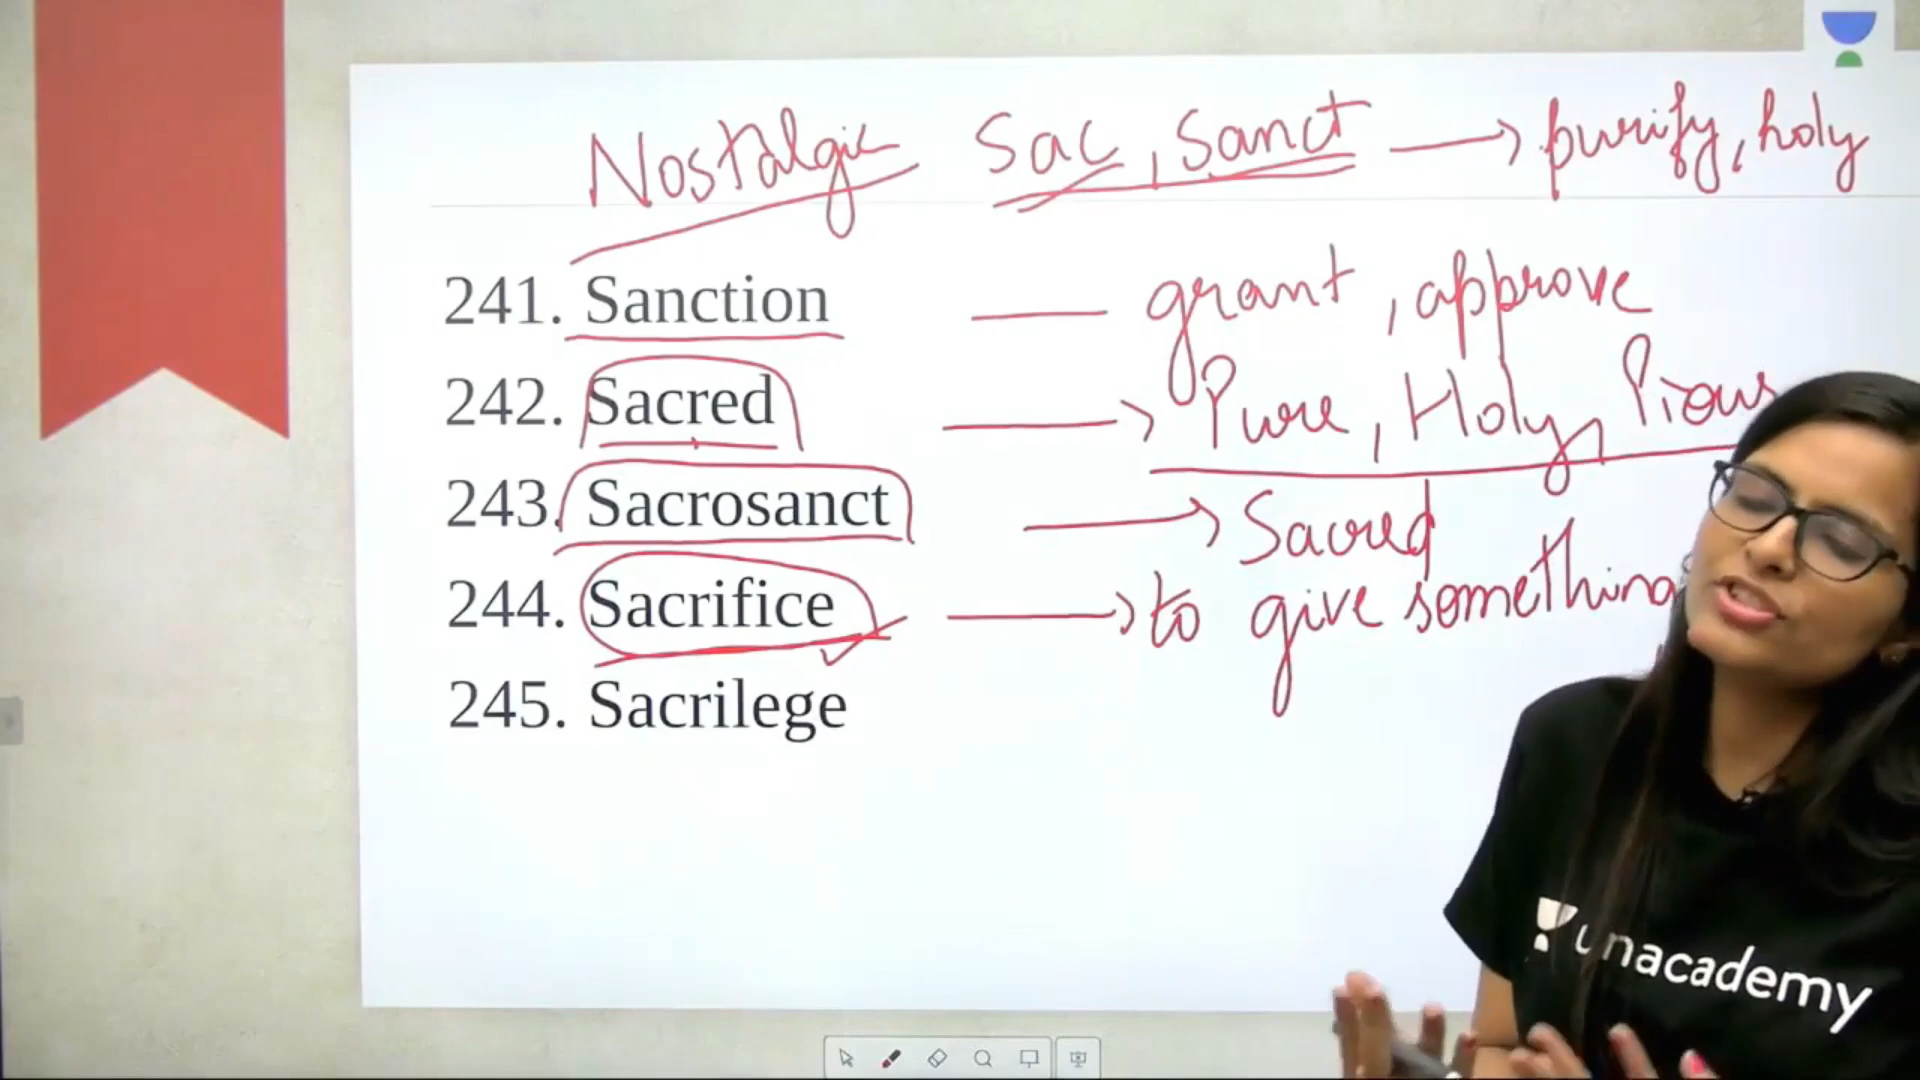 Nostalgic Sac, Sanct → purify, holy
241. Sanction — grant, approve
242. Sacred → Pure, Holy, Pious
243. Sacrosanct → Sacred
244. Sacrifice → to give something
245. Sacrilege
unacademy